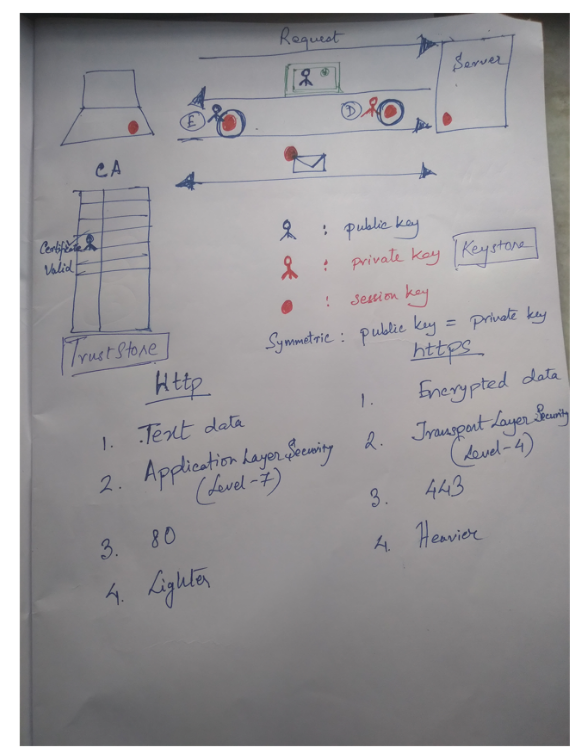 Request
Server
E
D
CA
Certificate
Valid
TrustStore
: public key
: private key
Keystore
: session key
Symmetric : public key = private key
Http
1. Text data
2. Application Layer Security
(Level-7)
3. 80
4. Lighter
https
1. Encrypted data
2. Transport Layer Security
(Level-4)
3. 443
4. Heavier